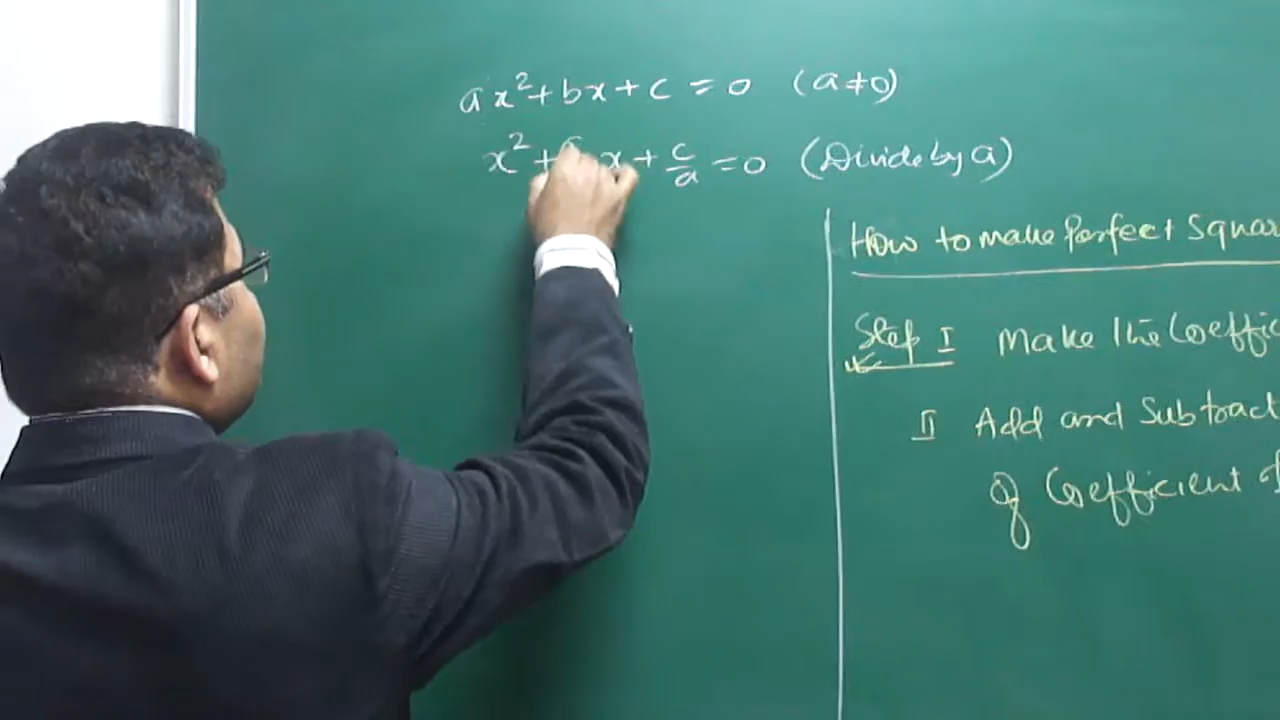 ax²+bx+c=0 (a≠0)
x²+ x+c/a=0 (Divide by a)
How to make Perfect Squar
Step I Make the Coeffic
II Add and Subtract
of Coefficient of